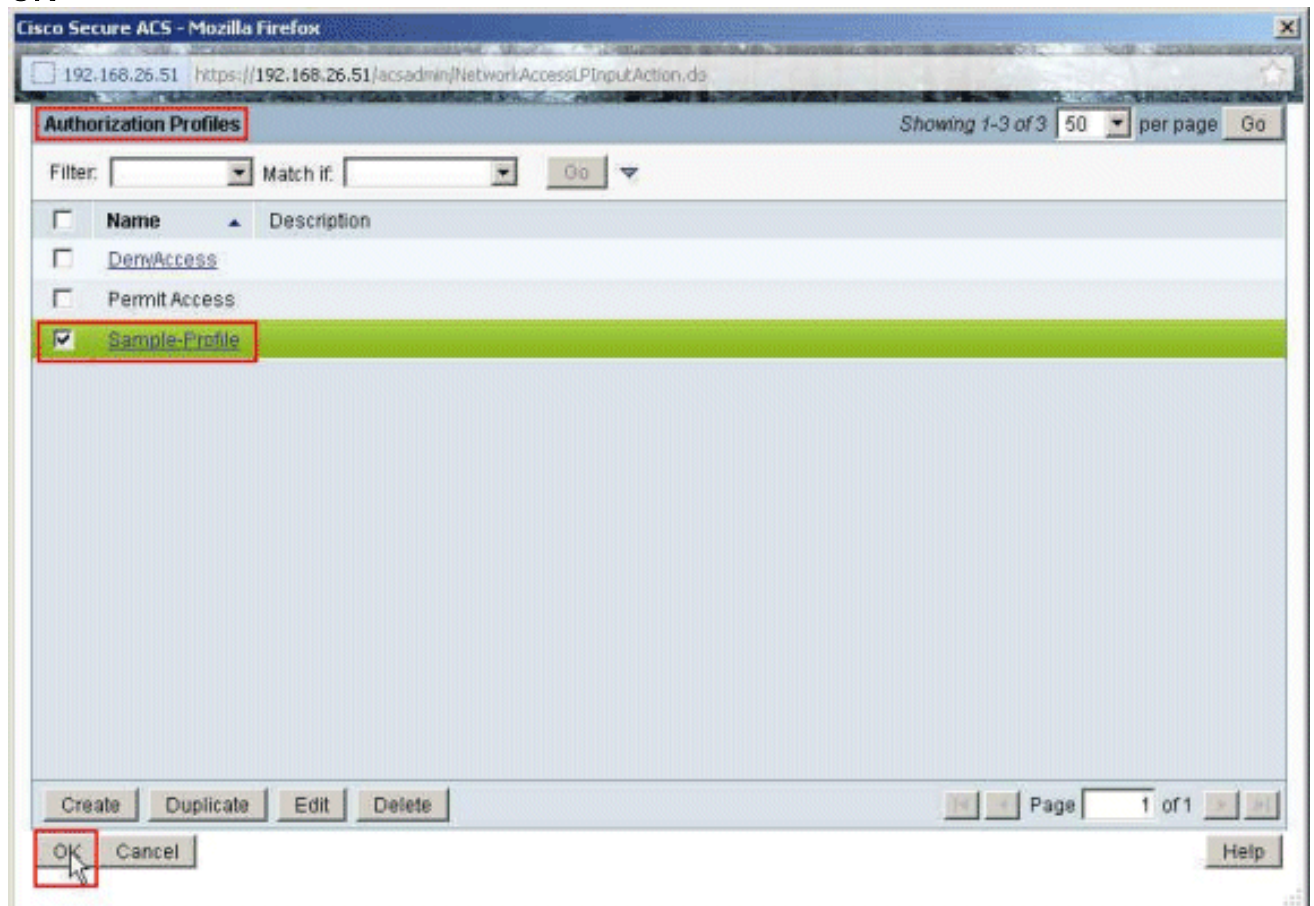 Cisco Secure ACS - Mozilla Firefox
192.168.26.51 https://192.168.26.51/acsadmin/NetworkAccessLPInputAction.do
Authorization Profiles Showing 1-3 of 3 50 per page Go
Filter: Match if: Go
Name Description
DenyAccess
Permit Access
Sample-Profile
Create Duplicate Edit Delete Page 1 of 1
OK Cancel Help